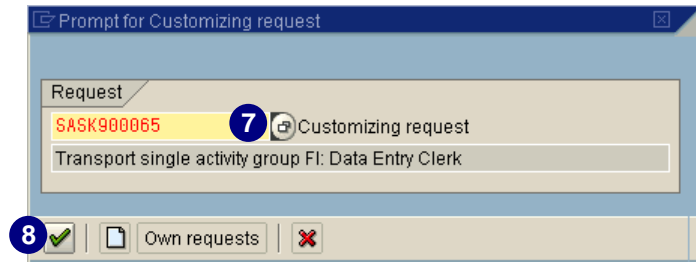 Prompt for Customizing request
Request
SASK900065 7 Customizing request
Transport single activity group FI: Data Entry Clerk
8 Own requests